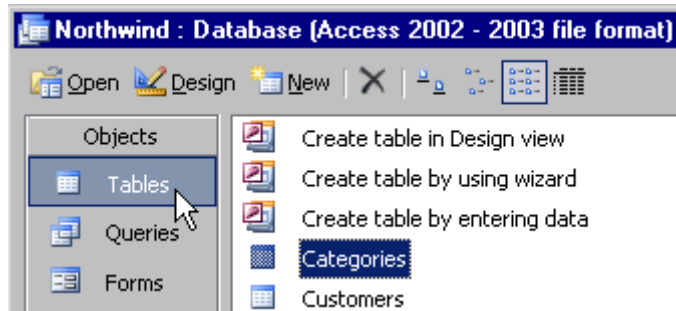 Northwind : Database (Access 2002 - 2003 file format)
Open Design New
Objects
Tables
Queries
Forms
Create table in Design view
Create table by using wizard
Create table by entering data
Categories
Customers